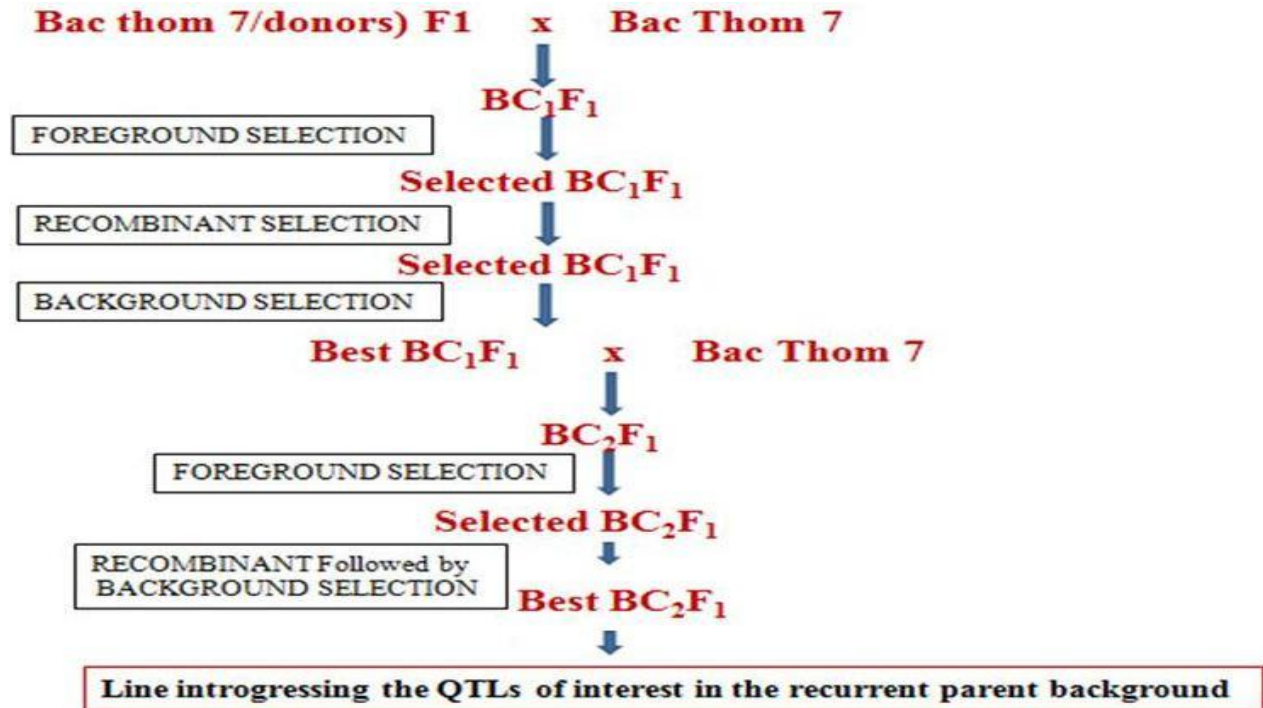 Bac thom 7/donors) F1 x Bac Thom 7
BC₁F₁
FOREGROUND SELECTION
Selected BC₁F₁
RECOMBINANT SELECTION
Selected BC₁F₁
BACKGROUND SELECTION
Best BC₁F₁ x Bac Thom 7
BC₂F₁
FOREGROUND SELECTION
Selected BC₂F₁
RECOMBINANT Followed by
BACKGROUND SELECTION
Best BC₂F₁
Line introgressing the QTLs of interest in the recurrent parent background